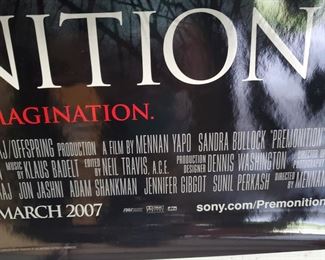 NITION
MAGINATION.
AJ/OFFSPRING PRODUCTION A FILM BY MENNAN YAPO SANDRA BULLOCK "PREMONITION"
MUSIC BY KLAUS BADELT EDITED BY NEIL TRAVIS, A.C.E. PRODUCTION DESIGNER DENNIS WASHINGTON
AJ JON JASHNI ADAM SHANKMAN JENNIFER GIBGOT SUNIL PERKASH DIRECTED BY MENNAN
MARCH 2007 sony.com/Premonition